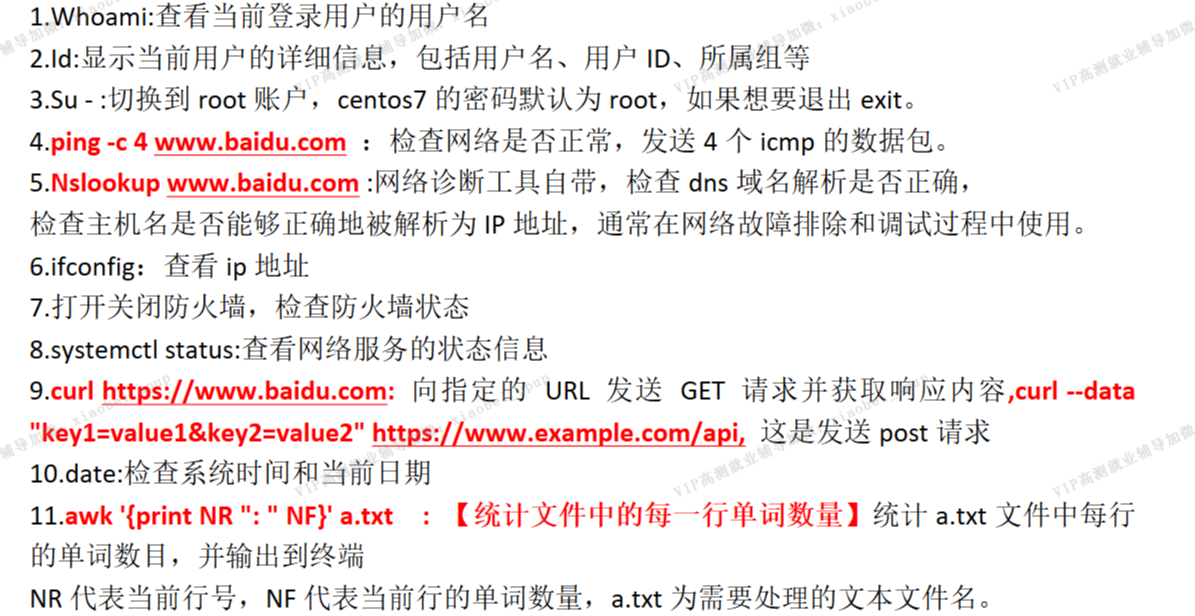 1.Whoami:查看当前登录用户的用户名
2.Id:显示当前用户的详细信息，包括用户名、用户 ID、所属组等
3.Su - :切换到 root 账户，centos7 的密码默认为 root，如果想要退出 exit。
4.ping -c 4 www.baidu.com ：检查网络是否正常，发送 4 个 icmp 的数据包。
5.Nslookup www.baidu.com :网络诊断工具自带，检查 dns 域名解析是否正确，
检查主机名是否能够正确地被解析为 IP 地址，通常在网络故障排除和调试过程中使用。
6.ifconfig：查看 ip 地址
7.打开关闭防火墙，检查防火墙状态
8.systemctl status:查看网络服务的状态信息
9.curl https://www.baidu.com: 向指定的 URL 发送 GET 请求并获取响应内容,curl --data
"key1=value1&key2=value2" https://www.example.com/api, 这是发送 post 请求
10.date:检查系统时间和当前日期
11.awk '{print NR ": " NF}' a.txt ：【统计文件中的每一行单词数量】统计 a.txt 文件中每行
的单词数目，并输出到终端
NR 代表当前行号，NF 代表当前行的单词数量，a.txt 为需要处理的文本文件名。